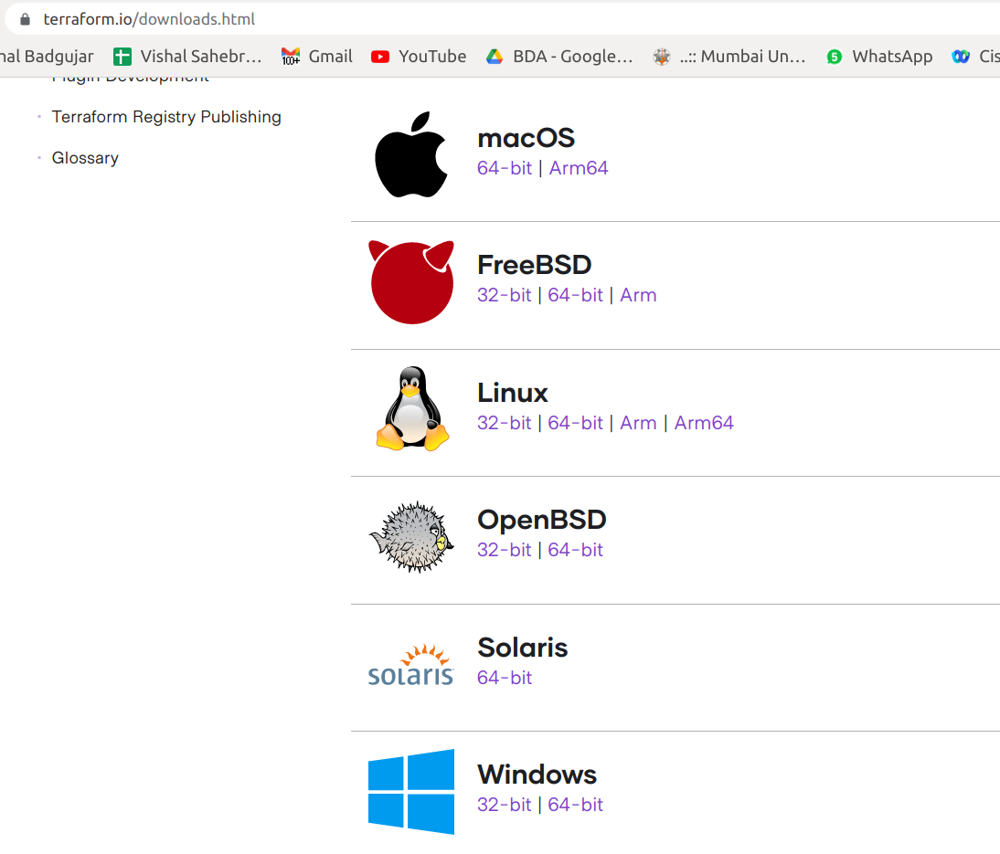 terraform.io/downloads.html
nal Badgujar Vishal Sahebr... 100+ Gmail YouTube BDA - Google... ..:: Mumbai Un... 5 WhatsApp Cis
Plugin Development
Terraform Registry Publishing
Glossary
macOS
64-bit | Arm64
FreeBSD
32-bit | 64-bit | Arm
Linux
32-bit | 64-bit | Arm | Arm64
OpenBSD
32-bit | 64-bit
solaris
Solaris
64-bit
Windows
32-bit | 64-bit